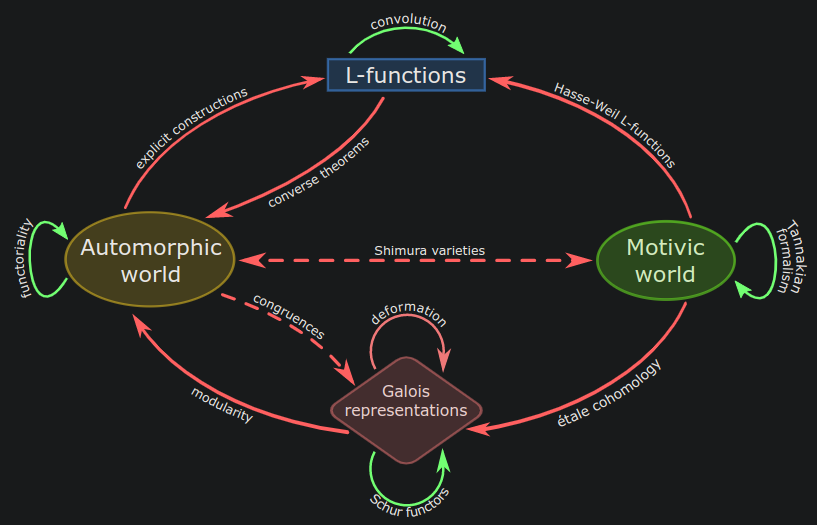 convolution
L-functions
explicit constructions
Hasse-Weil L-functions
converse theorems
functoriality
Automorphic
world
Shimura varieties
Motivic
world
Tannakian
formalism
congruences
deformation
Galois
representations
modularity
étale cohomology
Schur functors